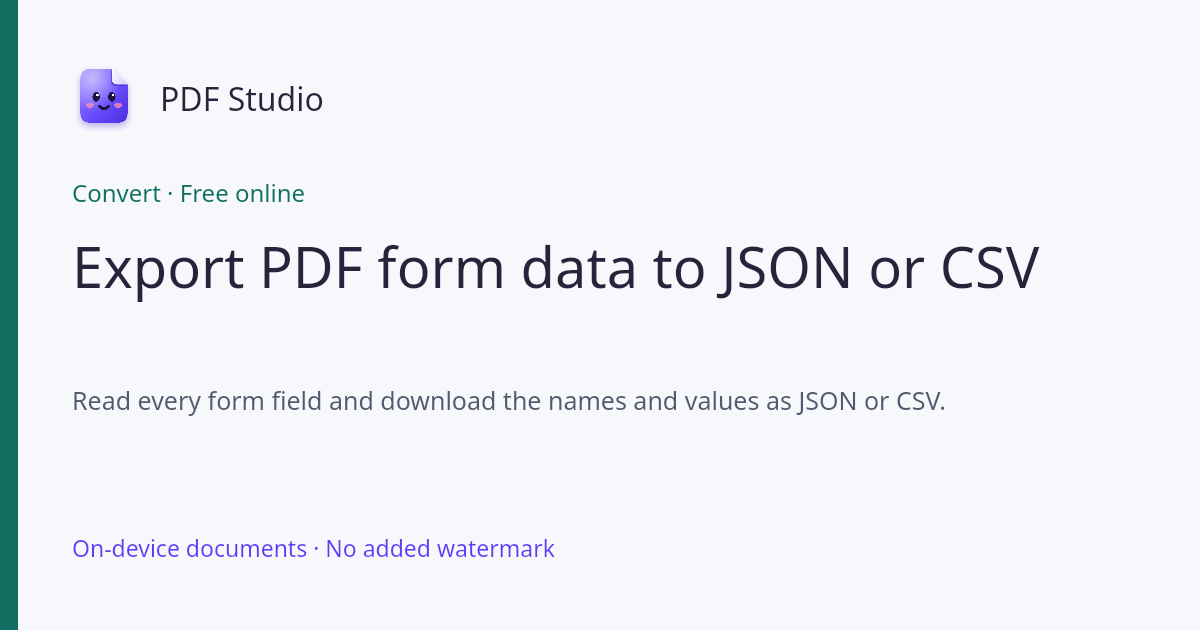 PDF Studio
Convert · Free online
Export PDF form data to JSON or CSV
Read every form field and download the names and values as JSON or CSV.
On-device documents · No added watermark